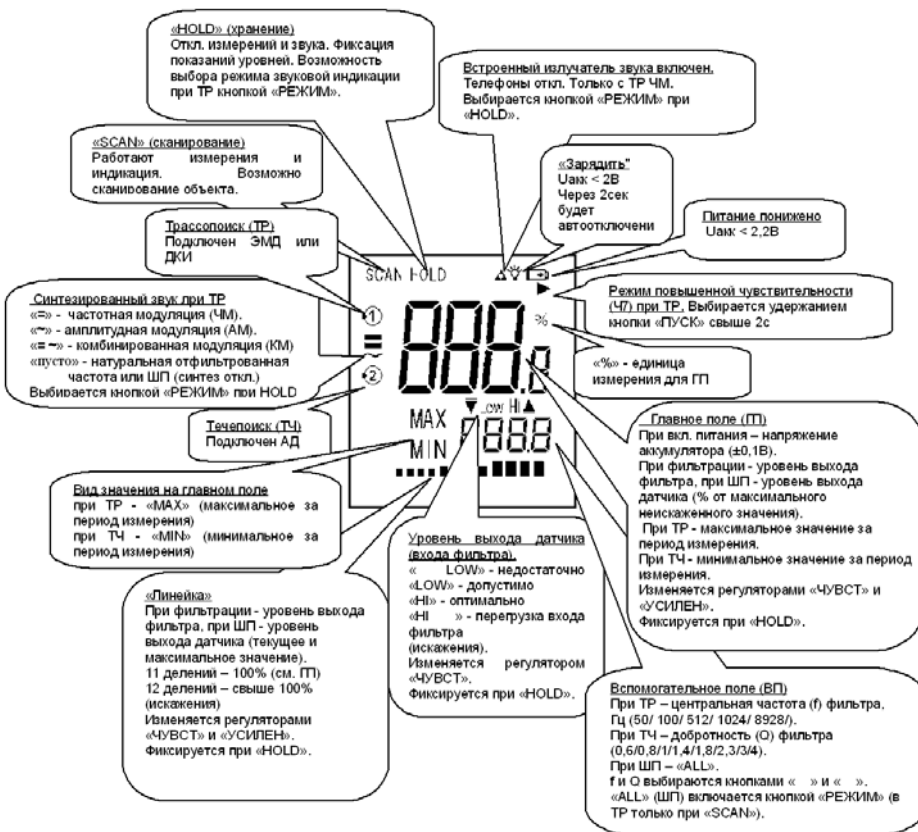 «HOLD» (хранение)
Откл. измерений и звука. Фиксация
показаний уровней. Возможность
выбора режима звуковой индикации
при ТР кнопкой «РЕЖИМ».
Встроенный излучатель звука включен.
Телефоны откл. Только с ТР ЧМ.
Выбирается кнопкой «РЕЖИМ» при
«HOLD».
«SCAN» (сканирование)
Работают измерения и
индикация. Возможно
сканирование объекта.
«Зарядить"
Uакк < 2В
Через 2сек
будет
автоотключени
Питание понижено
Uакк < 2,2В
Трассопоиск (ТР)
Подключен ЭМД или
ДКИ
SCAN HOLD
Режим повышенной чувствительности
(Ч7) при ТР. Выбирается удержанием
кнопки «ПУСК» свыше 2с
Синтезированный звук при ТР
«=» - частотная модуляция (ЧМ).
«~» - амплитудная модуляция (АМ).
«= ~» - комбинированная модуляция (КМ)
«пусто» - натуральная отфильтрованная
частота или ШП (синтез откл.)
Выбирается кнопкой «РЕЖИМ» при HOLD
1
=
~
2
888.8
%
«%» - единица
измерения для ГП
Течепоиск (ТЧ)
Подключен АД
MAX
MIN
LOW HI
188.8
Главное поле (ГП)
При вкл. питания – напряжение
аккумулятора (±0,1В).
При фильтрации - уровень выхода
фильтра, при ШП - уровень выхода
датчика (% от максимального
неискаженного значения).
При ТР - максимальное значение за
период измерения.
При ТЧ - минимальное значение за период
измерения.
Изменяется регуляторами «ЧУВСТ» и
«УСИЛЕН».
Фиксируется при «HOLD».
Вид значения на главном поле
при ТР - «MAX» (максимальное за
период измерения)
при ТЧ - «MIN» (минимальное за
период измерения)
Уровень выхода датчика
(входа фильтра).
« LOW» - недостаточно
«LOW» - допустимо
«HI» - оптимально
«HI » - перегрузка входа
фильтра
(искажения).
Изменяется регулятором
«ЧУВСТ».
Фиксируется при «HOLD».
«Линейка»
При фильтрации - уровень выхода
фильтра, при ШП - уровень
выхода датчика (текущее и
максимальное значение).
11 делений – 100% (см. ГП)
12 делений – свыше 100%
(искажения)
Изменяется регуляторами
«ЧУВСТ» и «УСИЛЕН».
Фиксируется при «HOLD».
Вспомогательное поле (ВП)
При ТР – центральная частота (f) фильтра,
Гц (50/ 100/ 512/ 1024/ 8928/).
При ТЧ – добротность (Q) фильтра
(0,6/0,8/1/1,4/1,8/2,3/3/4).
При ШП – «ALL».
f и Q выбираются кнопками « » и « ».
«ALL» (ШП) включается кнопкой «РЕЖИМ» (в
ТР только при «SCAN»).